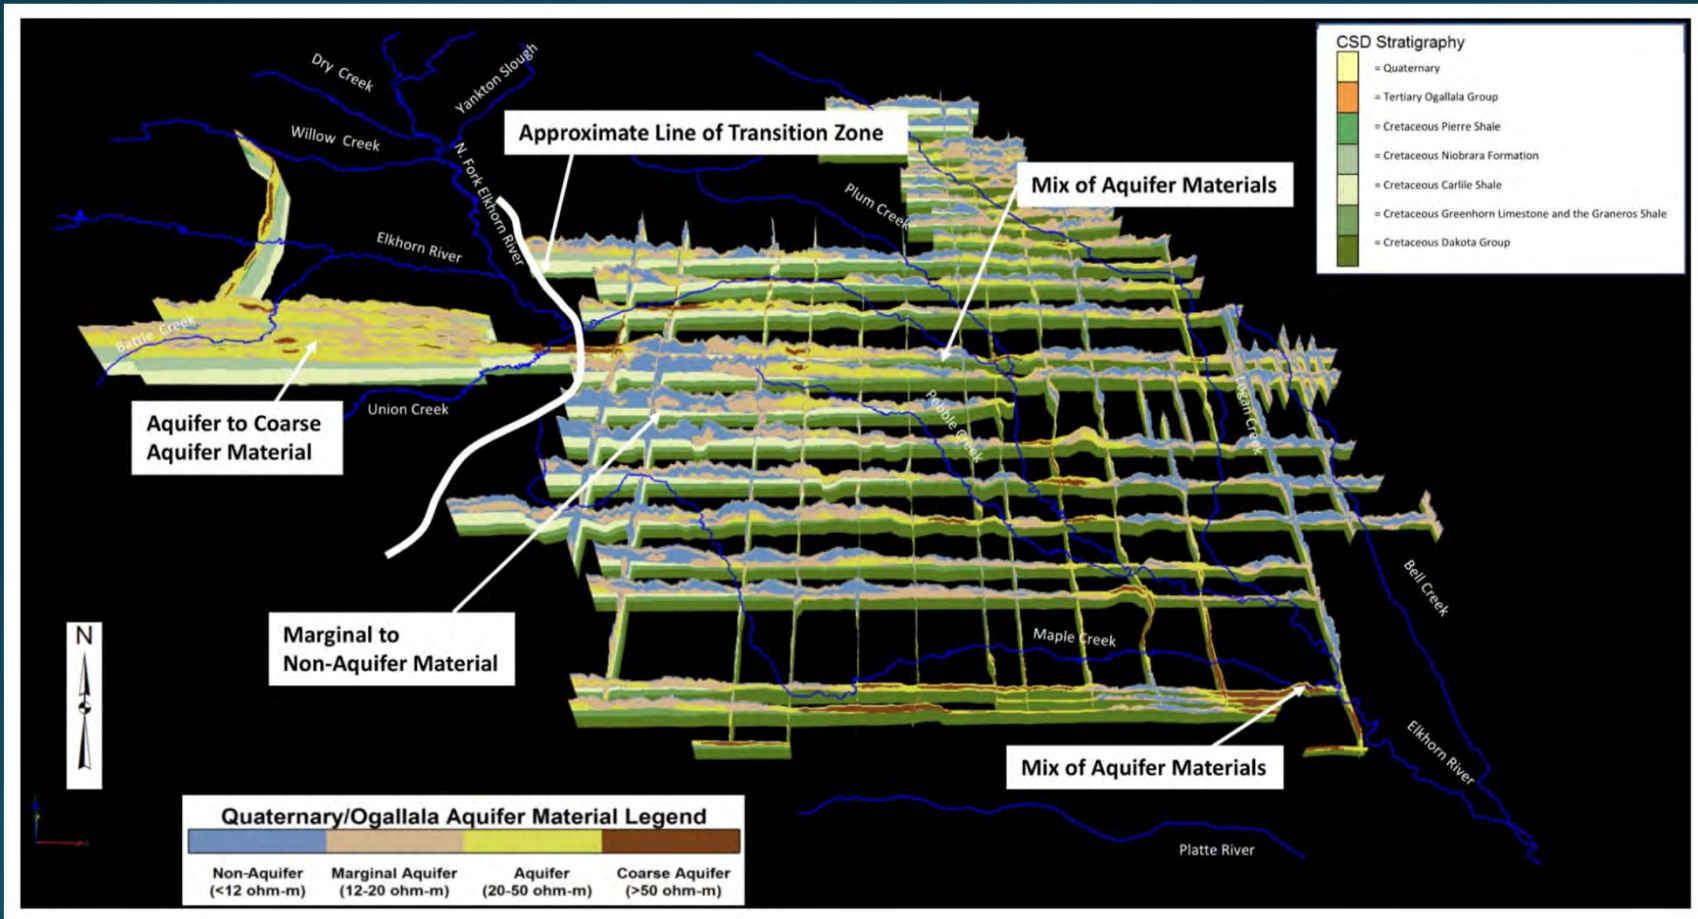 CSD Stratigraphy
= Quaternary
= Tertiary Ogallala Group
= Cretaceous Pierre Shale
= Cretaceous Niobrara Formation
= Cretaceous Carlile Shale
= Cretaceous Greenhorn Limestone and the Graneros Shale
= Cretaceous Dakota Group
Dry Creek
Yankton Slough
Willow Creek
Approximate Line of Transition Zone
N. Fork Elkhorn River
Mix of Aquifer Materials
Plum Creek
Elkhorn River
Battle Creek
Union Creek
Aquifer to Coarse
Aquifer Material
Pebble Creek
Logan Creek
Bell Creek
Marginal to
Non-Aquifer Material
N
Maple Creek
Elkhorn River
Mix of Aquifer Materials
Platte River
Quaternary/Ogallala Aquifer Material Legend
Non-Aquifer Marginal Aquifer Aquifer Coarse Aquifer
(<12 ohm-m) (12-20 ohm-m) (20-50 ohm-m) (>50 ohm-m)